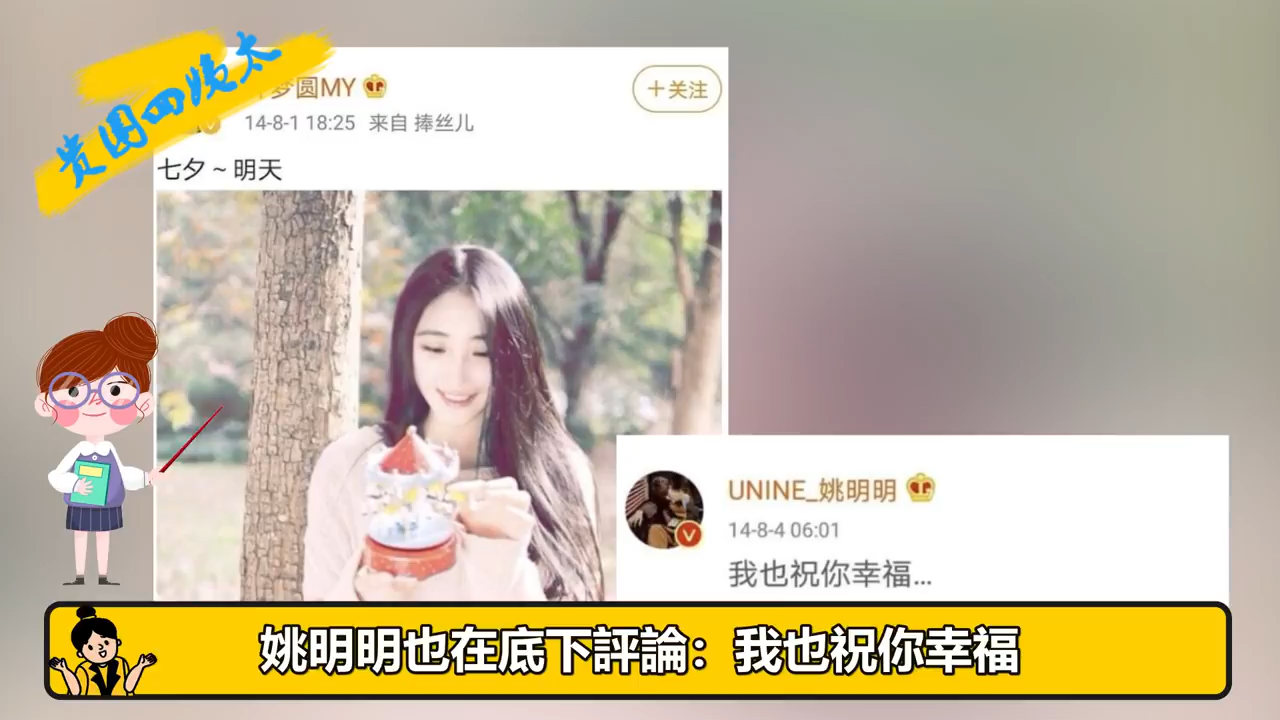 贵圈四姨太
梦圆MY
+关注
14-8-1 18:25 来自 捧丝儿
七夕 ~ 明天
UNINE_姚明明
14-8-4 06:01
我也祝你幸福...
姚明明也在底下評論：我也祝你幸福